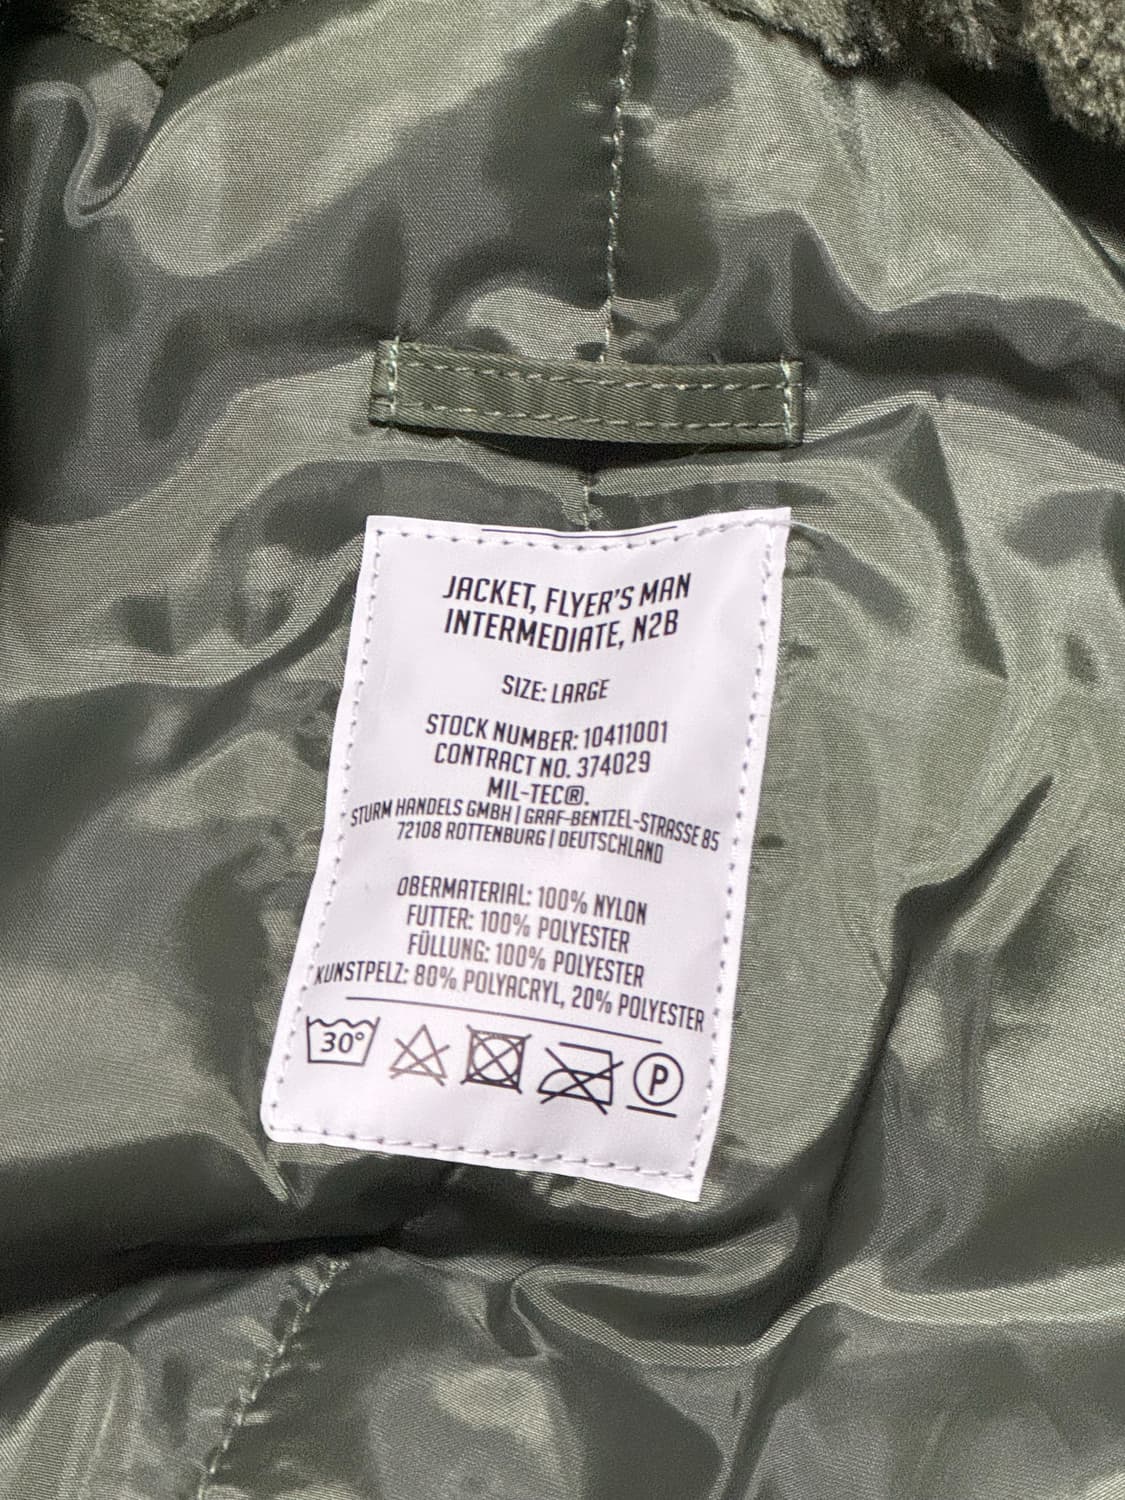 JACKET, FLYER'S MAN
INTERMEDIATE, N2B
SIZE: LARGE
STOCK NUMBER: 10411001
CONTRACT NO. 374029
MIL-TEC®.
STURM HANDELS GMBH | GRAF-BENTZEL-STRASSE 85
72108 ROTTENBURG | DEUTSCHLAND
OBERMATERIAL: 100% NYLON
FUTTER: 100% POLYESTER
FÜLLUNG: 100% POLYESTER
KUNSTPELZ: 80% POLYACRYL, 20% POLYESTER
30° P